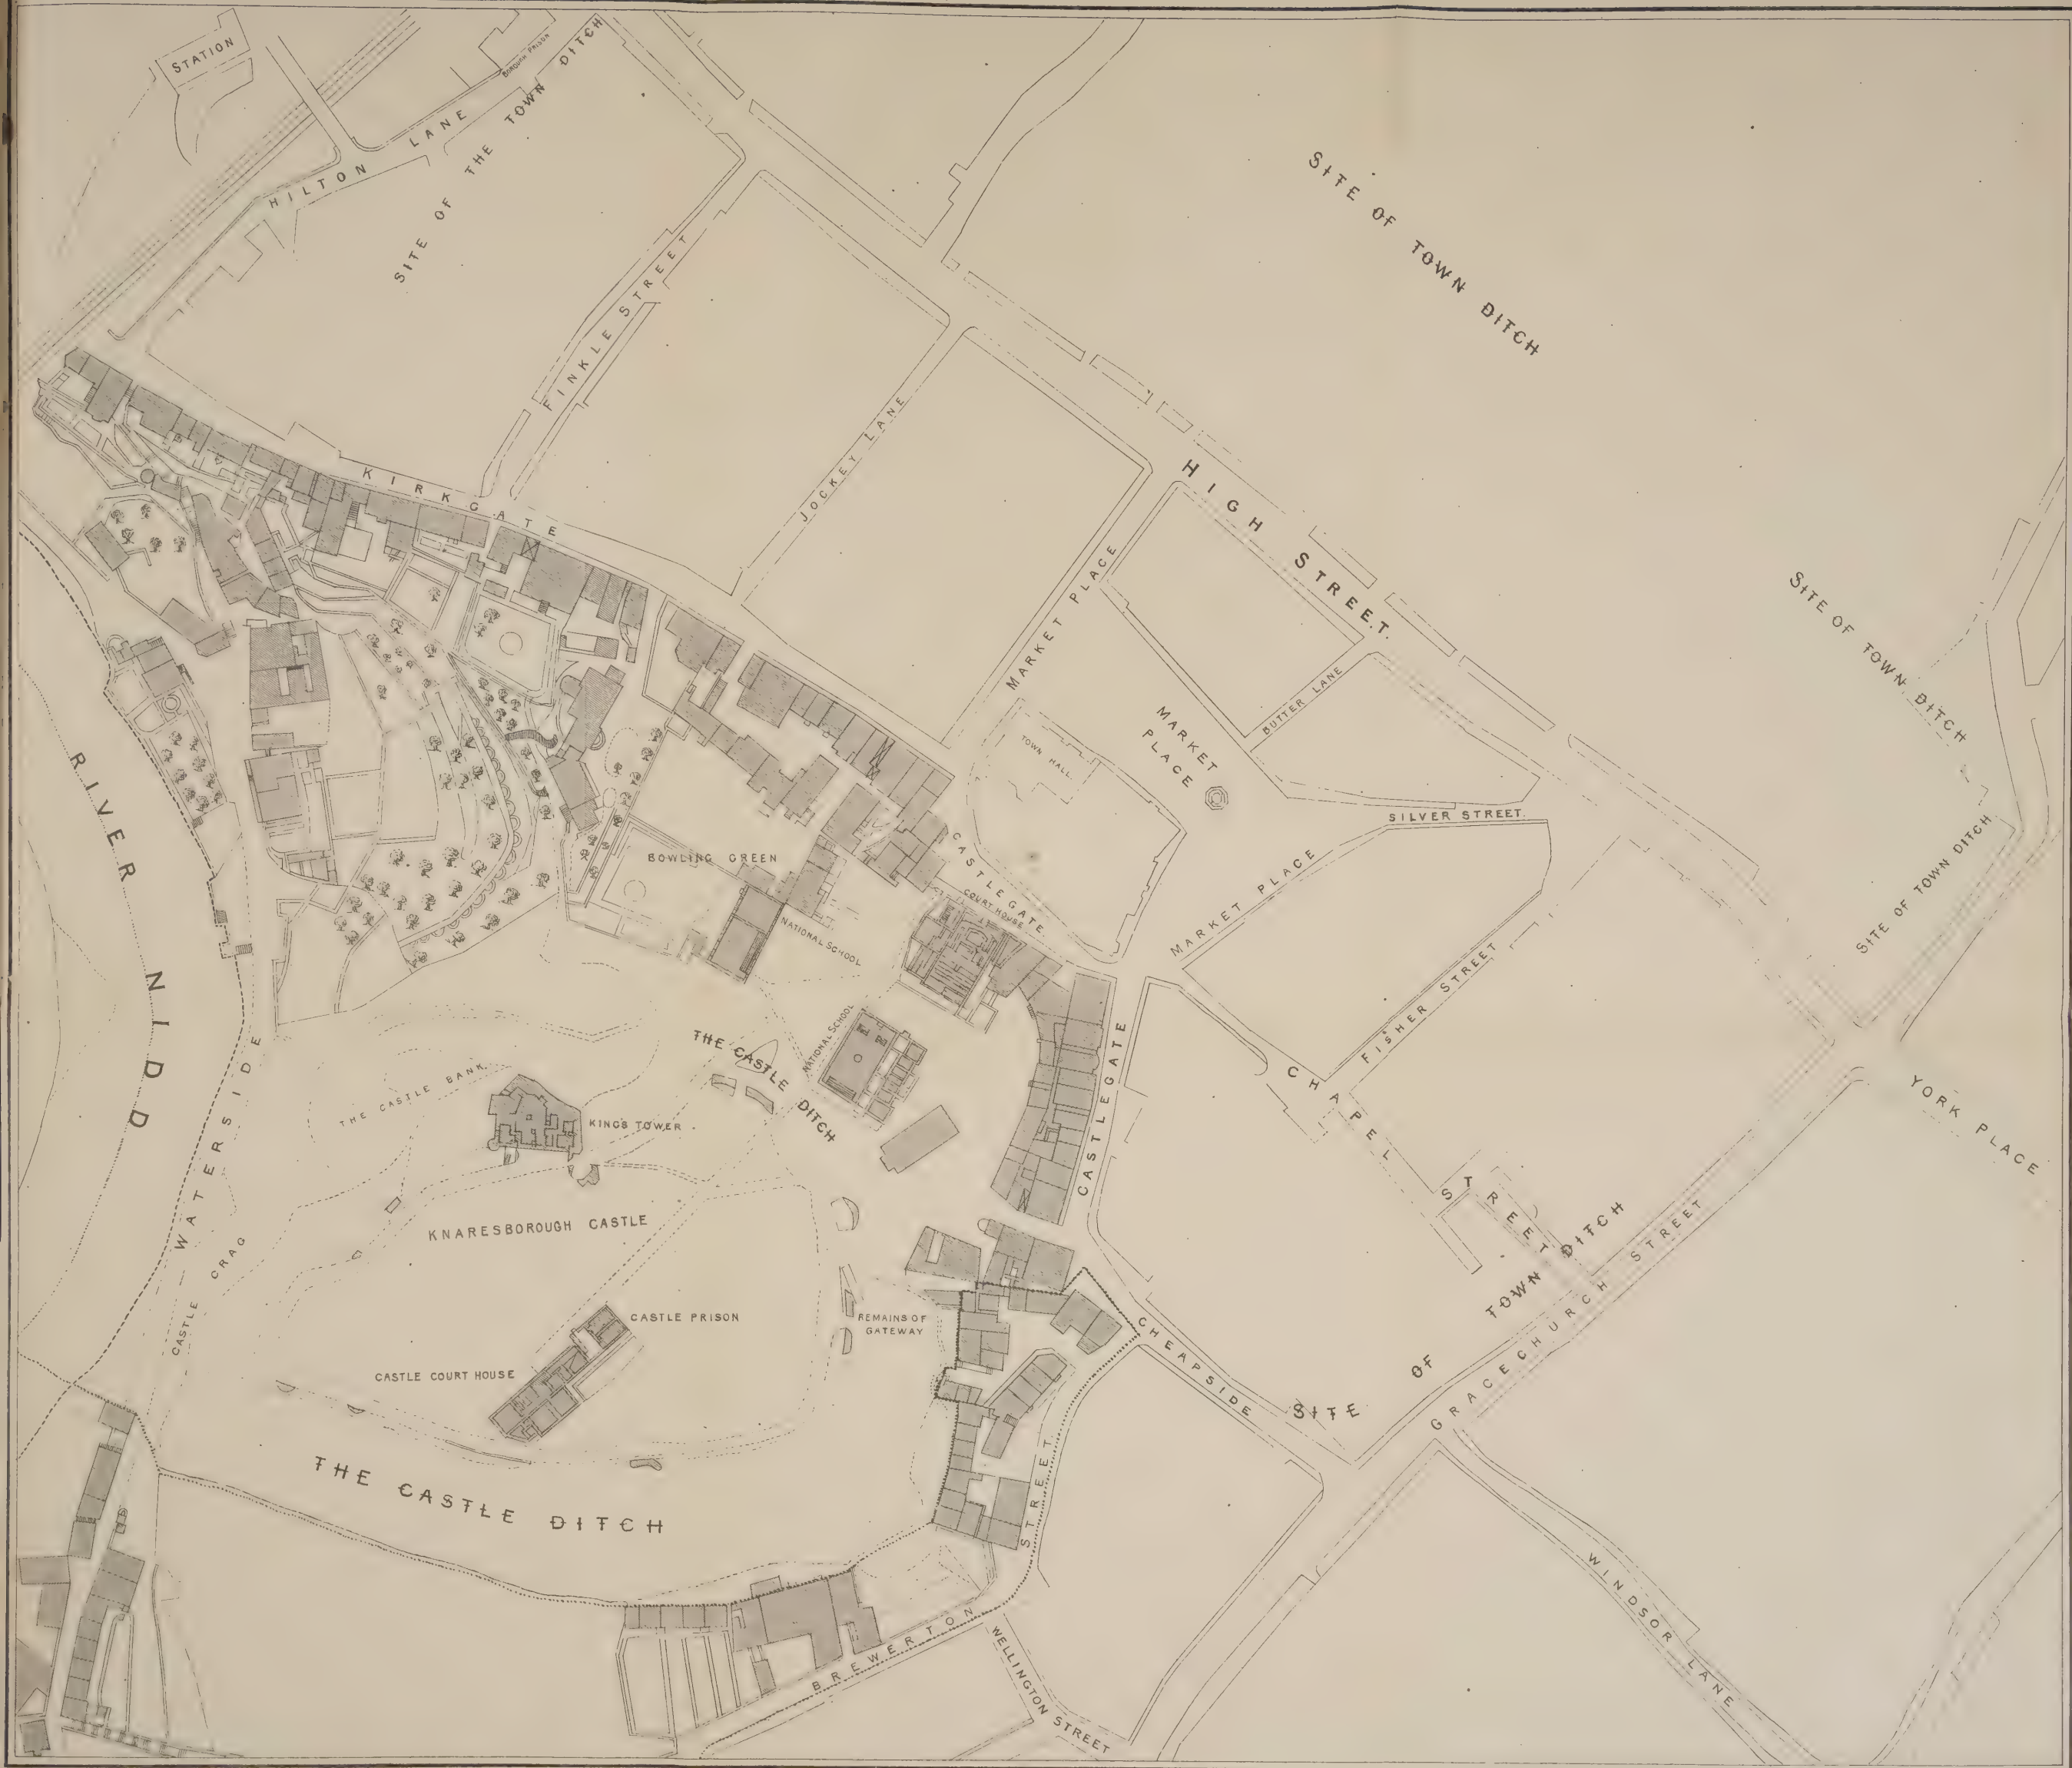 STATION
BOROUGH PRISON
HILTON LANE
SITE OF THE TOWN DITCH
SITE OF TOWN DITCH
FINKLE STREET
KIRKGATE
JOCKEY LANE
HIGH STREET.
MARKET PLACE
BUTTER LANE
MARKET
PLACE
TOWN
HALL.
SITE OF TOWN DITCH
SILVER STREET.
SITE OF TOWN DITCH
RIVER NIDD
BOWLING GREEN
CASTLEGATE
COURT HOUSE
MARKET PLACE
NATIONAL SCHOOL
FISHER STREET
NATIONAL SCHOOL
THE CASTLE DITCH
THE CASTLE BANK
KING'S TOWER
CASTLEGATE
CHAPEL STREET
YORK PLACE
WATERSIDE
CASTLE CRAG
KNARESBOROUGH CASTLE
SITE OF TOWN DITCH
GRACECHURCH STREET
CASTLE PRISON
REMAINS OF
GATEWAY
CHEAPSIDE
CASTLE COURT HOUSE
THE CASTLE DITCH
BREWERTON STREET
WINDSOR LANE
WELLINGTON STREET